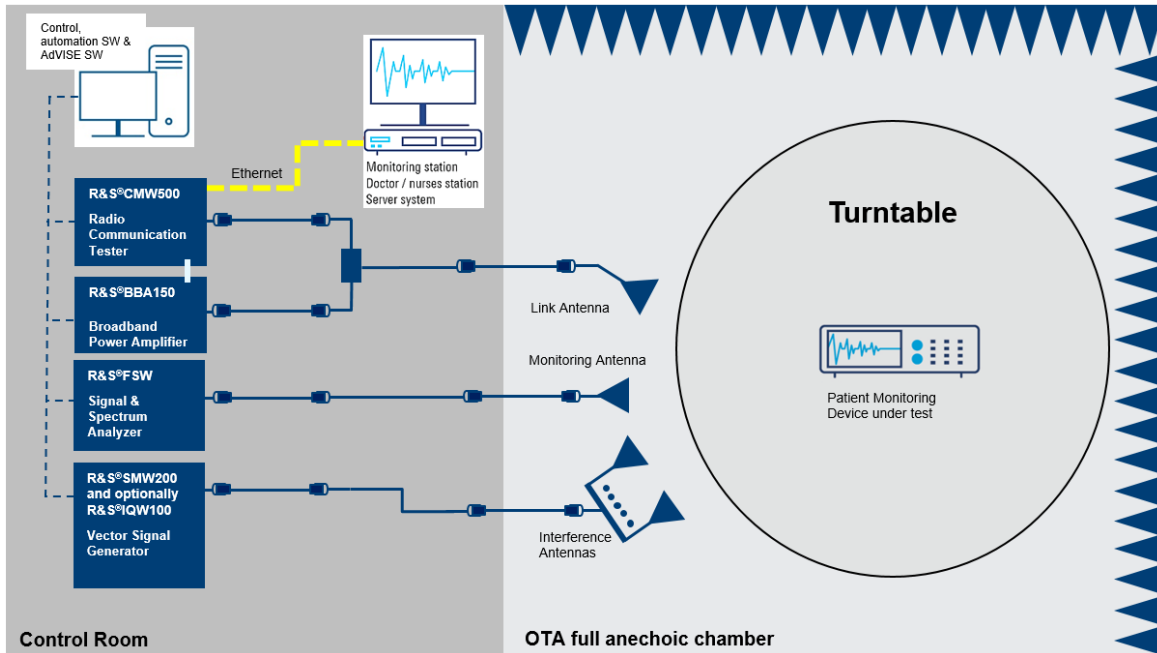 Control,
automation SW &
AdVISE SW
Monitoring station
Doctor / nurses station
Server system
Ethernet
R&S®CMW500
Radio
Communication
Tester
R&S®BBA150
Broadband
Power Amplifier
R&S®FSW
Signal &
Spectrum
Analyzer
R&S®SMW200
and optionally
R&S®IQW100
Vector Signal
Generator
Link Antenna
Monitoring Antenna
Interference
Antennas
Turntable
Patient Monitoring
Device under test
Control Room
OTA full anechoic chamber